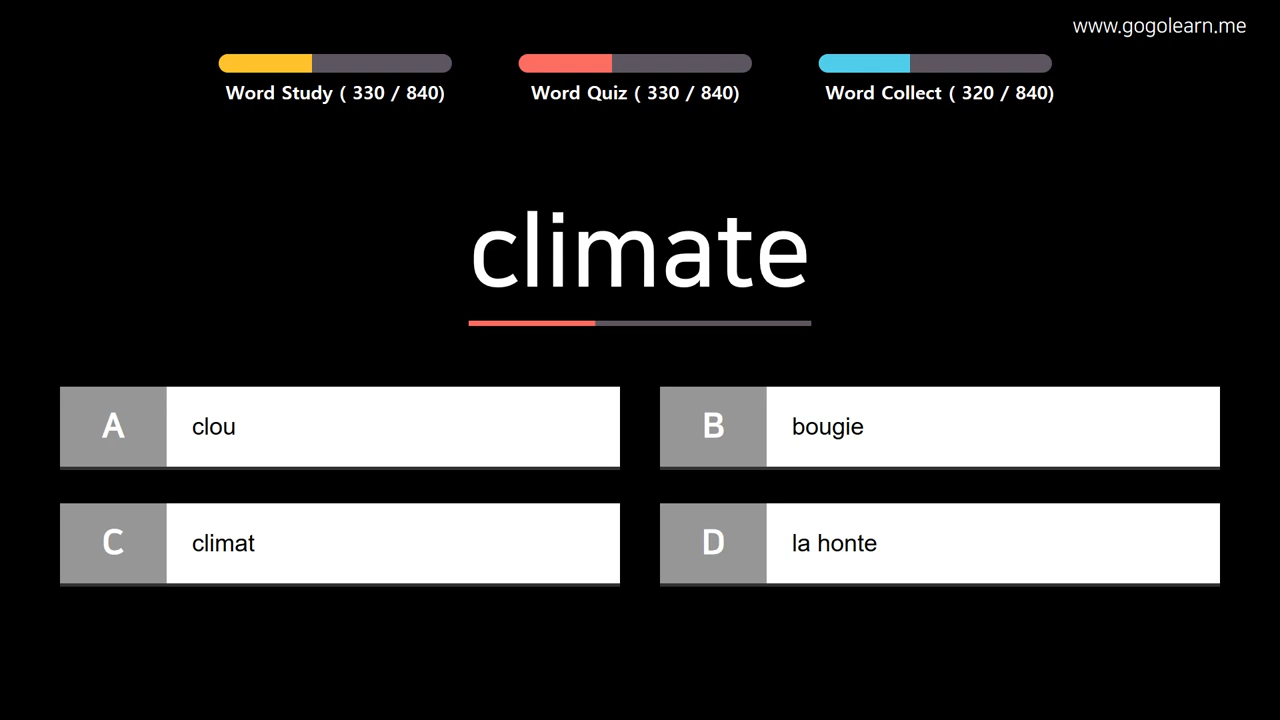 www.gogolearn.me
Word Study ( 330 / 840)
Word Quiz ( 330 / 840)
Word Collect ( 320 / 840)
climate
A clou
B bougie
C climat
D la honte